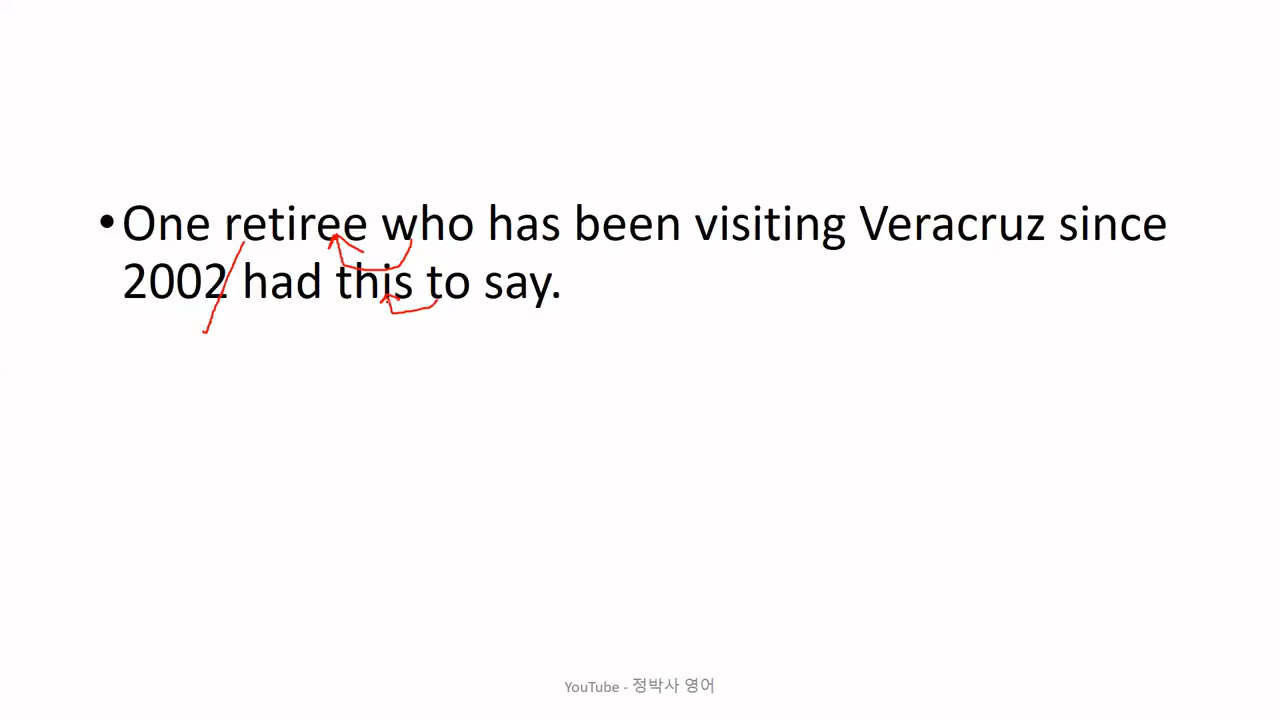 •One retiree who has been visiting Veracruz since
2002 had this to say.
YouTube - 정박사 영어